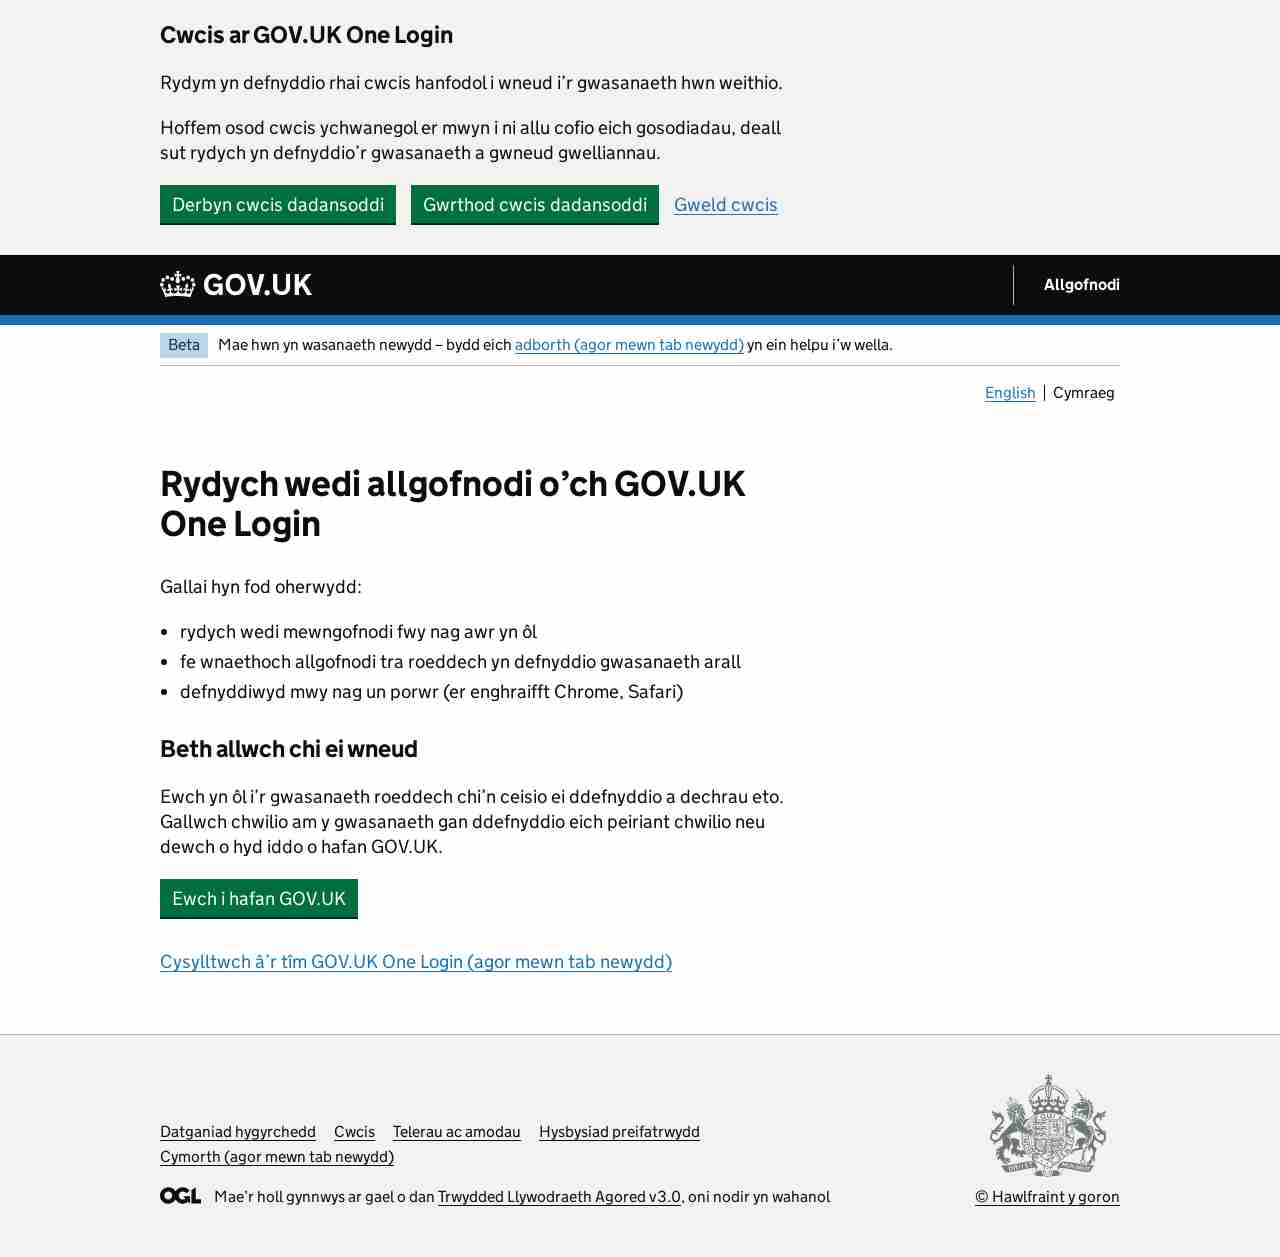 Cwcis ar GOV.UK One Login
Rydym yn defnyddio rhai cwcis hanfodol i wneud i’r gwasanaeth hwn weithio.
Hoffem osod cwcis ychwanegol er mwyn i ni allu cofio eich gosodiadau, deall
sut rydych yn defnyddio’r gwasanaeth a gwneud gwelliannau.
Derbyn cwcis dadansoddi Gwrthod cwcis dadansoddi Gweld cwcis
GOV.UK Allgofnodi
Beta Mae hwn yn wasanaeth newydd – bydd eich adborth (agor mewn tab newydd) yn ein helpu i’w wella.
English Cymraeg
Rydych wedi allgofnodi o’ch GOV.UK
One Login
Gallai hyn fod oherwydd:
• rydych wedi mewngofnodi fwy nag awr yn ôl
• fe wnaethoch allgofnodi tra roeddech yn defnyddio gwasanaeth arall
• defnyddiwyd mwy nag un porwr (er enghraifft Chrome, Safari)
Beth allwch chi ei wneud
Ewch yn ôl i’r gwasanaeth roeddech chi’n ceisio ei ddefnyddio a dechrau eto.
Gallwch chwilio am y gwasanaeth gan ddefnyddio eich peiriant chwilio neu
dewch o hyd iddo o hafan GOV.UK.
Ewch i hafan GOV.UK
Cysylltwch â’r tîm GOV.UK One Login (agor mewn tab newydd)
Datganiad hygyrchedd Cwcis Telerau ac amodau Hysbysiad preifatrwydd
Cymorth (agor mewn tab newydd)
OGL Mae’r holl gynnwys ar gael o dan Trwydded Llywodraeth Agored v3.0, oni nodir yn wahanol
© Hawlfraint y goron